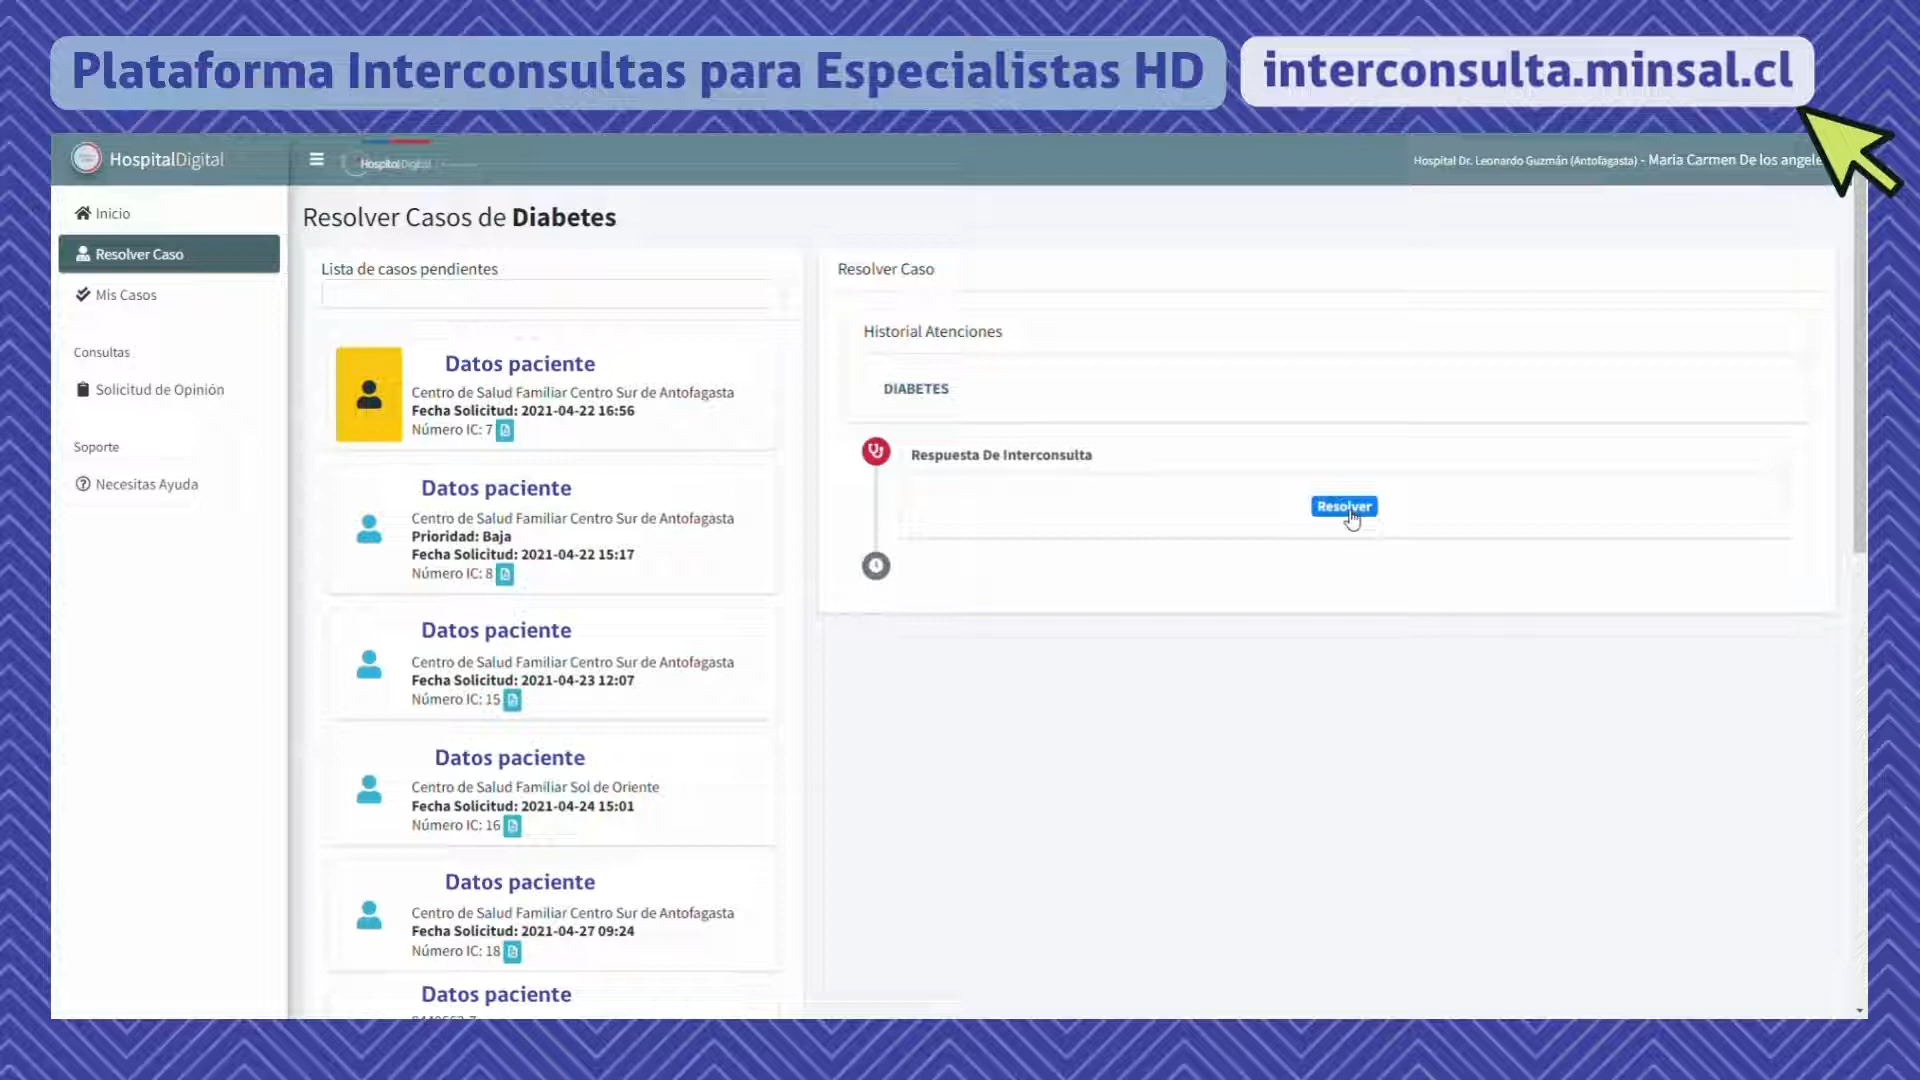 Plataforma Interconsultas para Especialistas HD
interconsulta.minsal.cl
HospitalDigital
HospitalDigital
Hospital Dr. Leonardo Guzmán (Antofagasta) - Maria Carmen De los angele
Inicio
Resolver Caso
Mis Casos
Consultas
Solicitud de Opinión
Soporte
Necesitas Ayuda
Resolver Casos de Diabetes
Lista de casos pendientes
Datos paciente
Centro de Salud Familiar Centro Sur de Antofagasta
Fecha Solicitud: 2021-04-22 16:56
Número IC: 7
Datos paciente
Centro de Salud Familiar Centro Sur de Antofagasta
Prioridad: Baja
Fecha Solicitud: 2021-04-22 15:17
Número IC: 8
Datos paciente
Centro de Salud Familiar Centro Sur de Antofagasta
Fecha Solicitud: 2021-04-23 12:07
Número IC: 15
Datos paciente
Centro de Salud Familiar Sol de Oriente
Fecha Solicitud: 2021-04-24 15:01
Número IC: 16
Datos paciente
Centro de Salud Familiar Centro Sur de Antofagasta
Fecha Solicitud: 2021-04-27 09:24
Número IC: 18
Datos paciente
Resolver Caso
Historial Atenciones
DIABETES
Respuesta De Interconsulta
Resolver